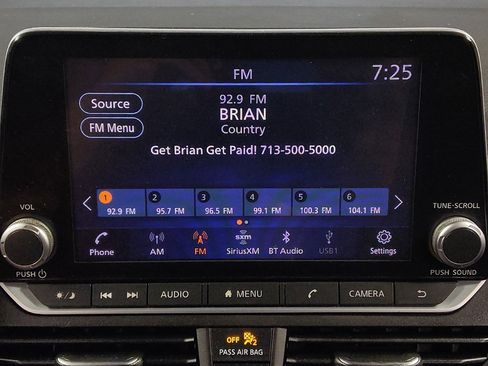 FM
7:25
Source
92.9 FM
BRIAN
FM Menu
Country
Get Brian Get Paid! 713-500-5000
1 2 3 4 5 6
92.9 FM 95.7 FM 96.5 FM 99.1 FM 100.3 FM 104.1 FM
VOL
TUNE-SCROLL
sxm
Phone AM FM SiriusXM BT Audio USB1 Settings
PUSH
PUSH SOUND
AUDIO MENU CAMERA
OFF 2
PASS AIR BAG